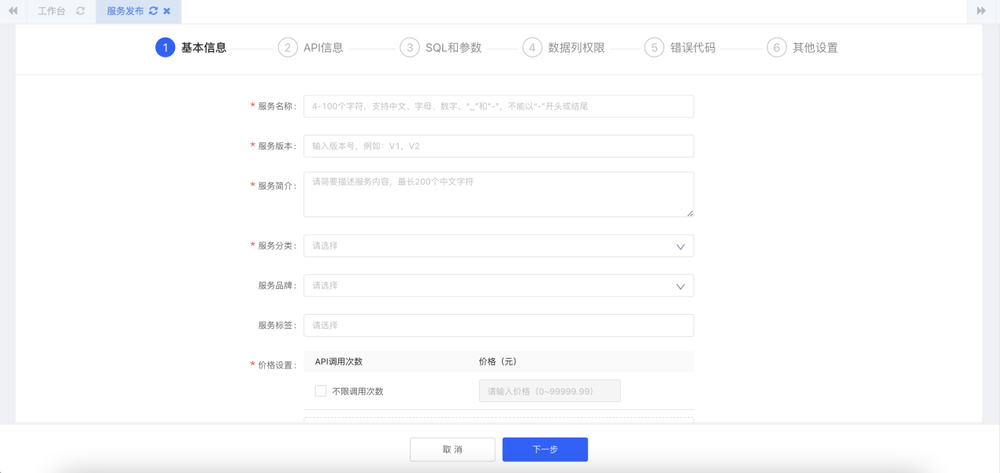 工作台 服务发布
1 基本信息 2 API信息 3 SQL和参数 4 数据列权限 5 错误代码 6 其他设置
* 服务名称: 4-100个字符，支持中文、字母、数字、“_”和“-”，不能以“-”开头或结尾
* 服务版本: 输入版本号，例如：V1，V2
* 服务简介: 请简要描述服务内容，最长200个中文字符
* 服务分类: 请选择
服务品牌: 请选择
服务标签: 请选择
* 价格设置: API调用次数 价格（元）
不限调用次数 请输入价格（0~99999.99）
取 消 下一步